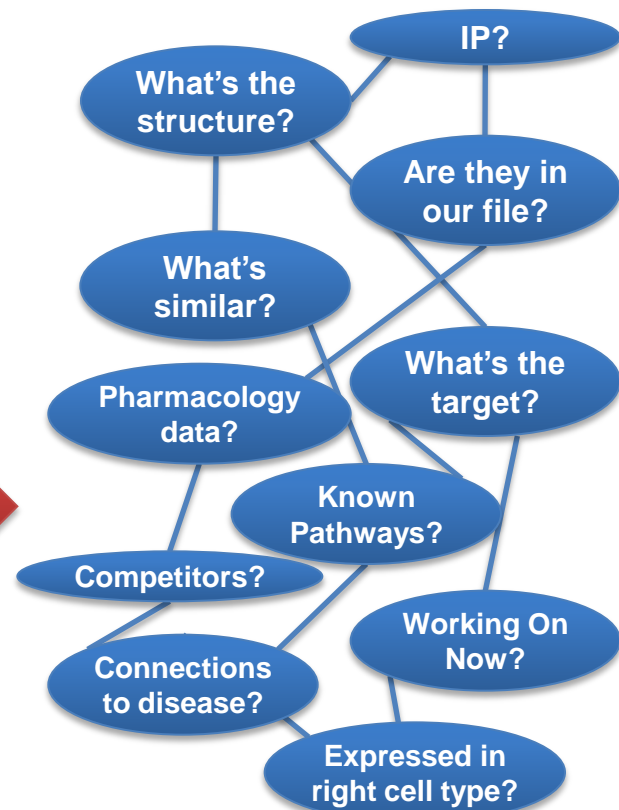 IP?
What's the
structure?
Are they in
our file?
What's
similar?
What's the
target?
Pharmacology
data?
Known
Pathways?
Competitors?
Working On
Now?
Connections
to disease?
Expressed in
right cell type?